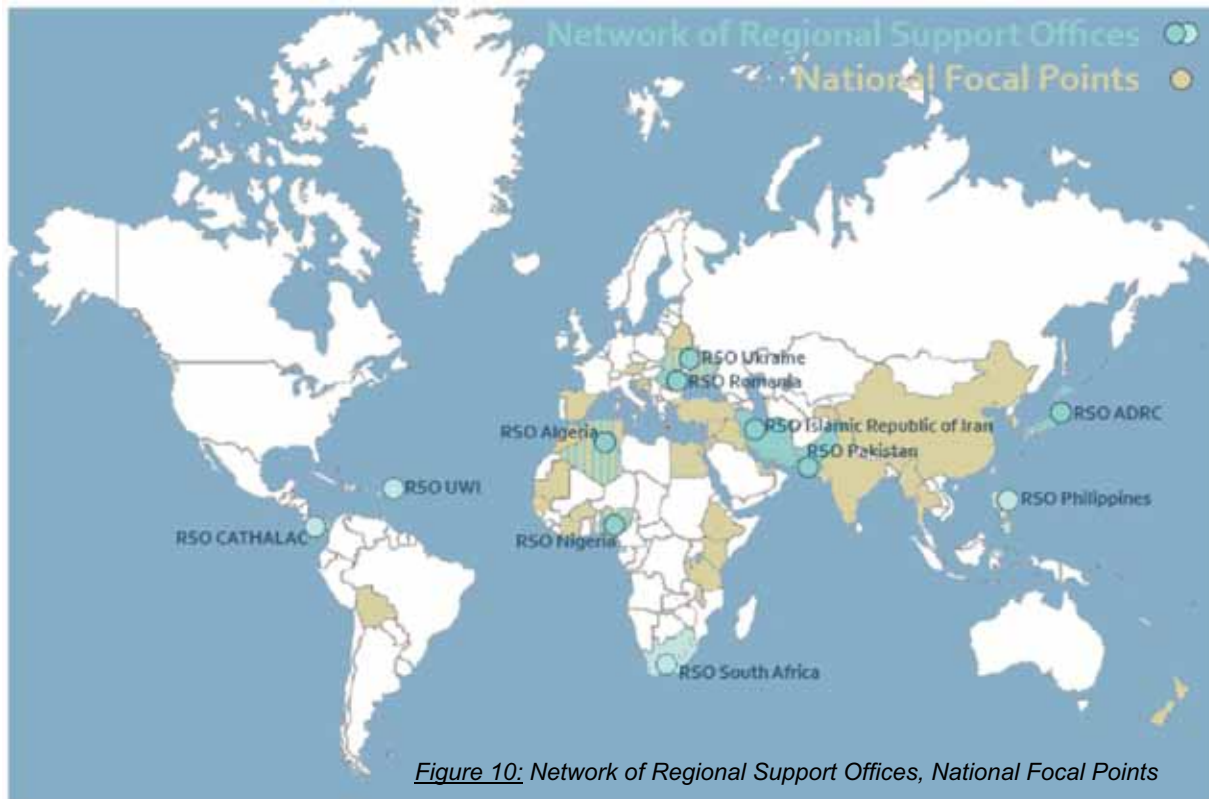 Network of Regional Support Offices
National Focal Points
RSO Ukraine
RSO Romania
RSO Algeria
RSO Islamic Republic of Iran
RSO ADRC
RSO Pakistan
RSO UWI
RSO Philippines
RSO CATHALAC
RSO Nigeria
RSO South Africa
Figure 10: Network of Regional Support Offices, National Focal Points